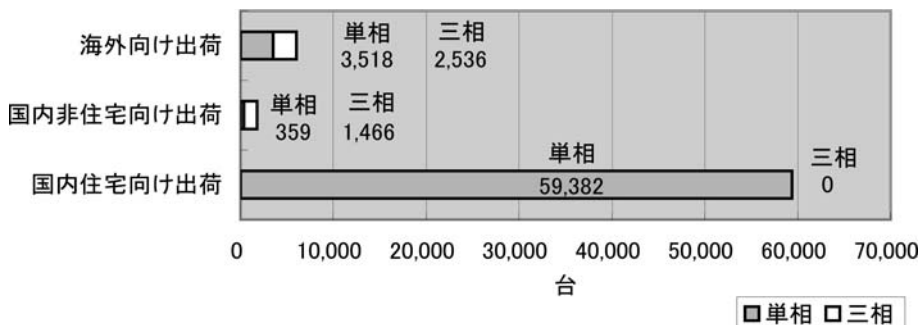 海外向け出荷
単相 三相
3,518 2,536
国内非住宅向け出荷
単相 三相
359 1,466
国内住宅向け出荷
単相 三相
59,382 0
0 10,000 20,000 30,000 40,000 50,000 60,000 70,000
台
単相 三相